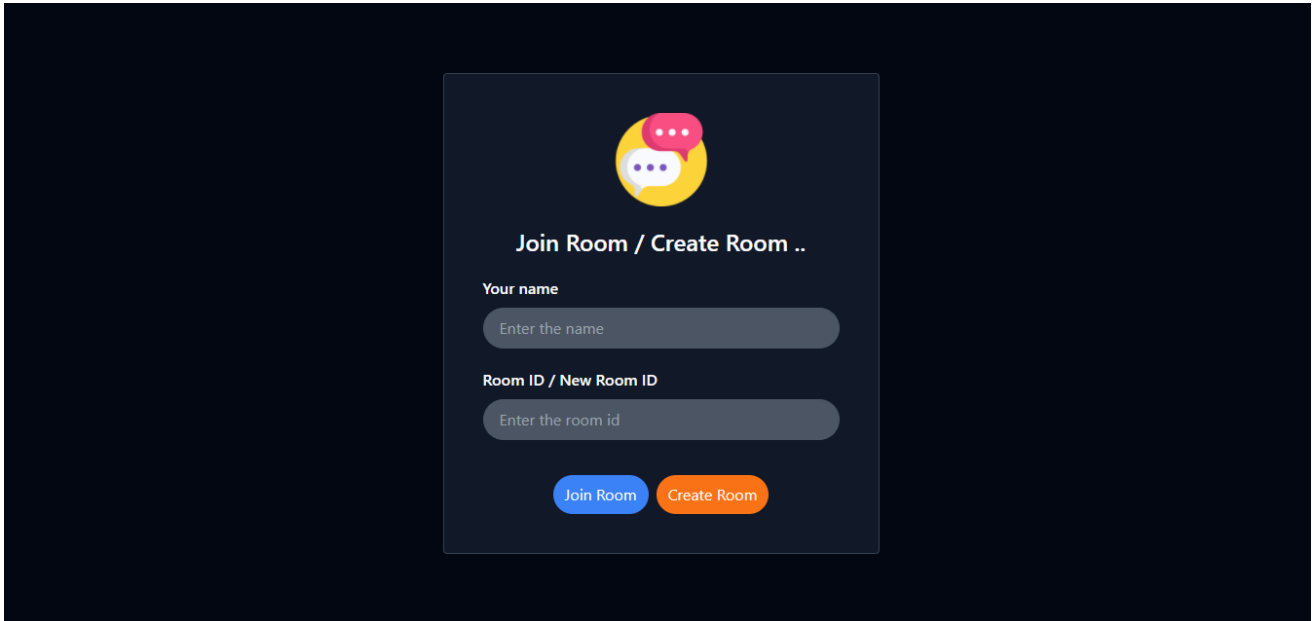 Join Room / Create Room ..
Your name
Enter the name
Room ID / New Room ID
Enter the room id
Join Room Create Room